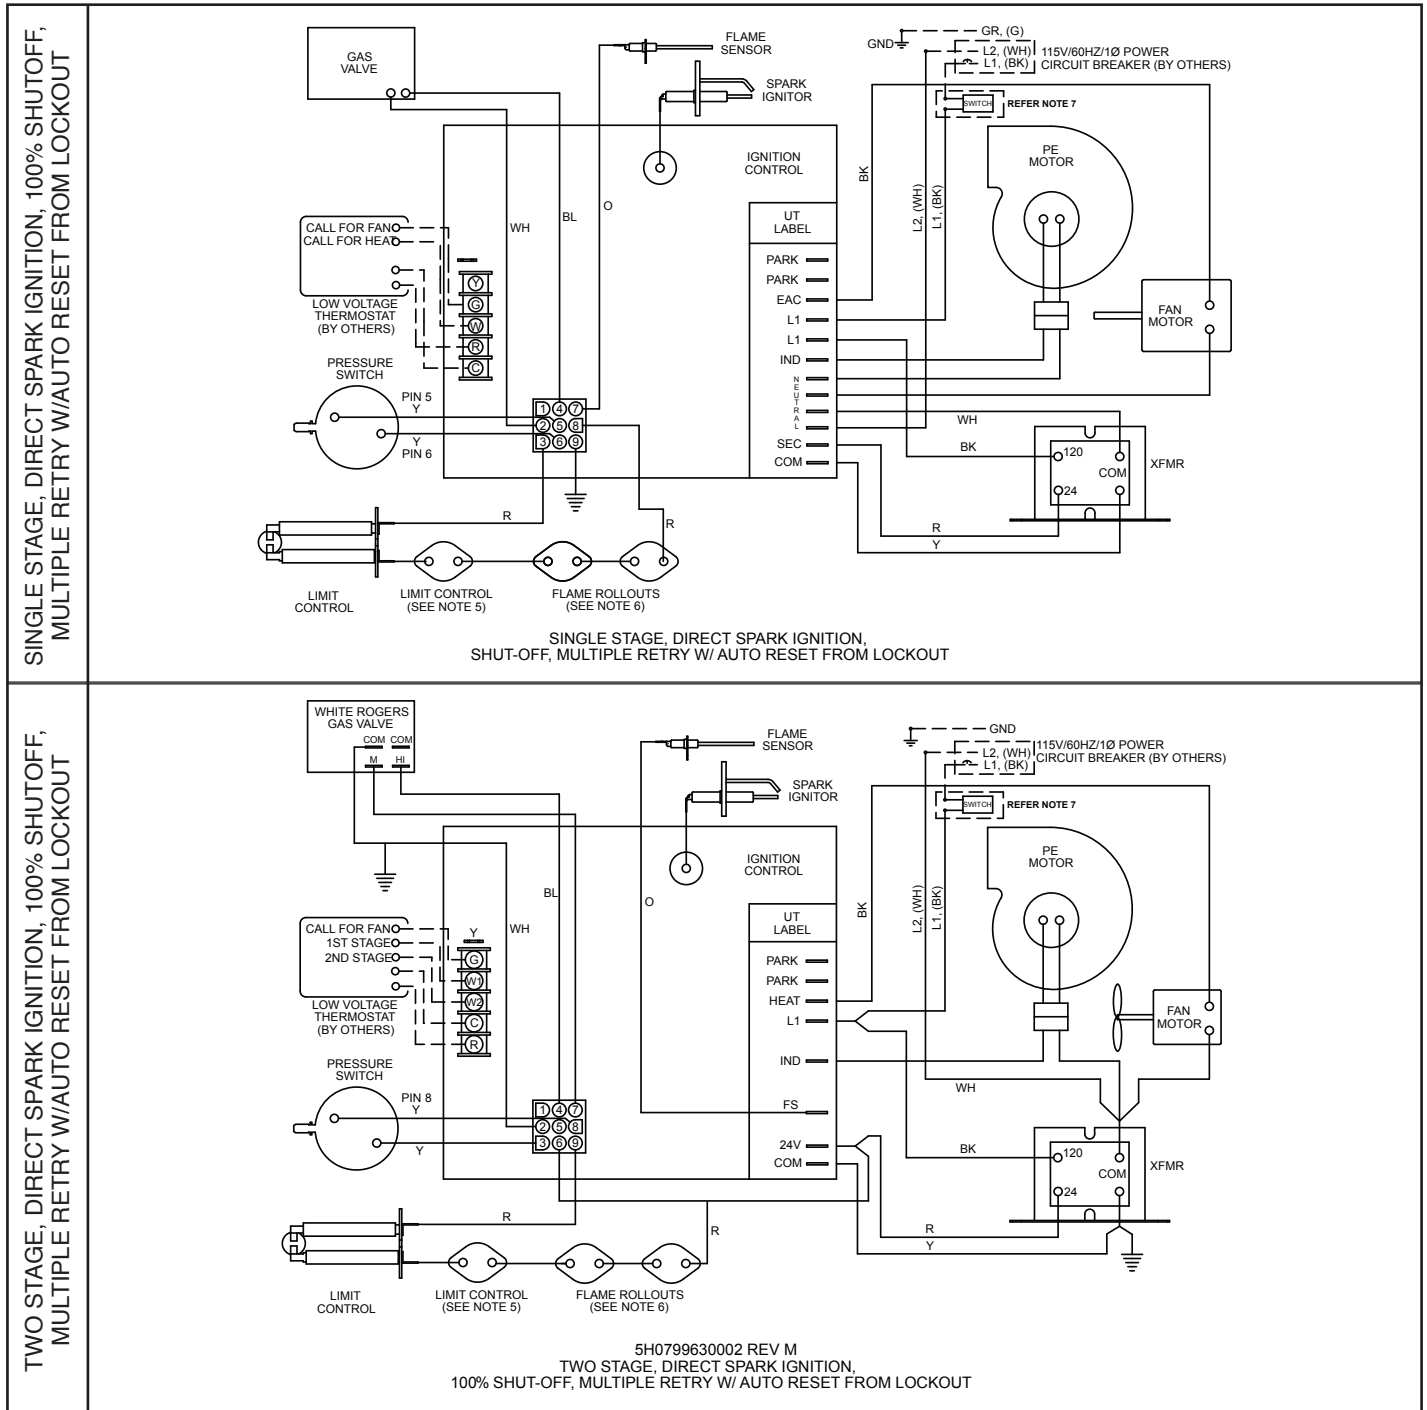 SINGLE STAGE, DIRECT SPARK IGNITION, 100% SHUTOFF,
MULTIPLE RETRY W/AUTO RESET FROM LOCKOUT
GAS
VALVE
FLAME
SENSOR
SPARK
IGNITOR
GR, (G)
GND
L2, (WH)
L1, (BK)
115V/60HZ/1Ø POWER
CIRCUIT BREAKER (BY OTHERS)
SWITCH
REFER NOTE 7
IGNITION
CONTROL
PE
MOTOR
BK
L2, (WH)
L1, (BK)
O
BL
WH
UT
LABEL
CALL FOR FAN
CALL FOR HEAT
LOW VOLTAGE
THERMOSTAT
(BY OTHERS)
Y
G
W
R
C
PARK
PARK
EAC
L1
L1
IND
NEUTRAL
SEC
COM
FAN
MOTOR
PRESSURE
SWITCH
PIN 5
Y
Y
PIN 6
1 4 7
2 5 8
3 6 9
WH
BK
120
COM
24
XFMR
R
Y
R
R
LIMIT
CONTROL
LIMIT CONTROL
(SEE NOTE 5)
FLAME ROLLOUTS
(SEE NOTE 6)
SINGLE STAGE, DIRECT SPARK IGNITION,
SHUT-OFF, MULTIPLE RETRY W/ AUTO RESET FROM LOCKOUT
TWO STAGE, DIRECT SPARK IGNITION, 100% SHUTOFF,
MULTIPLE RETRY W/AUTO RESET FROM LOCKOUT
WHITE ROGERS
GAS VALVE
COM COM
M HI
FLAME
SENSOR
SPARK
IGNITOR
GND
L2, (WH)
L1, (BK)
115V/60HZ/1Ø POWER
CIRCUIT BREAKER (BY OTHERS)
SWITCH
REFER NOTE 7
IGNITION
CONTROL
PE
MOTOR
BK
L2, (WH)
L1, (BK)
BL
O
WH
UT
LABEL
CALL FOR FAN
1ST STAGE
2ND STAGE
LOW VOLTAGE
THERMOSTAT
(BY OTHERS)
Y
G
W1
W2
C
R
PARK
PARK
HEAT
L1
IND
FS
24V
COM
FAN
MOTOR
PRESSURE
SWITCH
PIN 8
Y
Y
1 4 7
2 5 8
3 6 9
WH
BK
120
COM
24
XFMR
R
Y
R
R
LIMIT
CONTROL
LIMIT CONTROL
(SEE NOTE 5)
FLAME ROLLOUTS
(SEE NOTE 6)
5H0799630002 REV M
TWO STAGE, DIRECT SPARK IGNITION,
100% SHUT-OFF, MULTIPLE RETRY W/ AUTO RESET FROM LOCKOUT